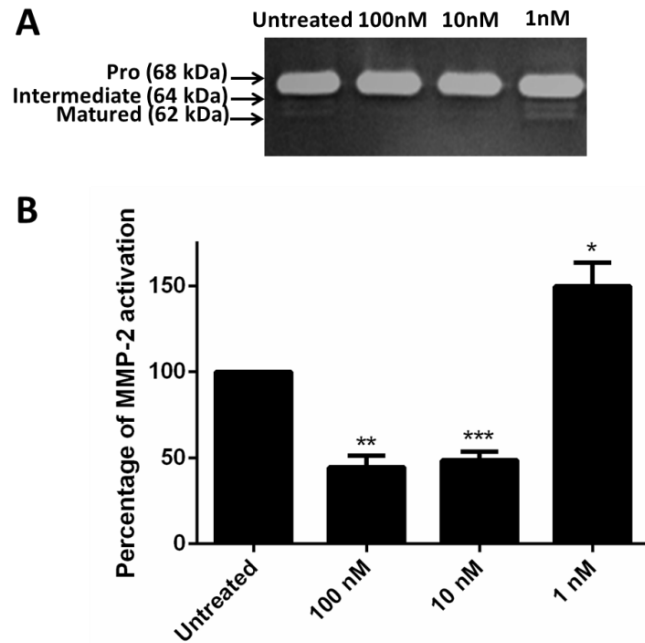 A
Untreated 100nM 10nM 1nM
Pro (68 kDa)
Intermediate (64 kDa)
Matured (62 kDa)
B
Percentage of MMP-2 activation
150
100
50
0
** *** *
Untreated
100 nM
10 nM
1 nM